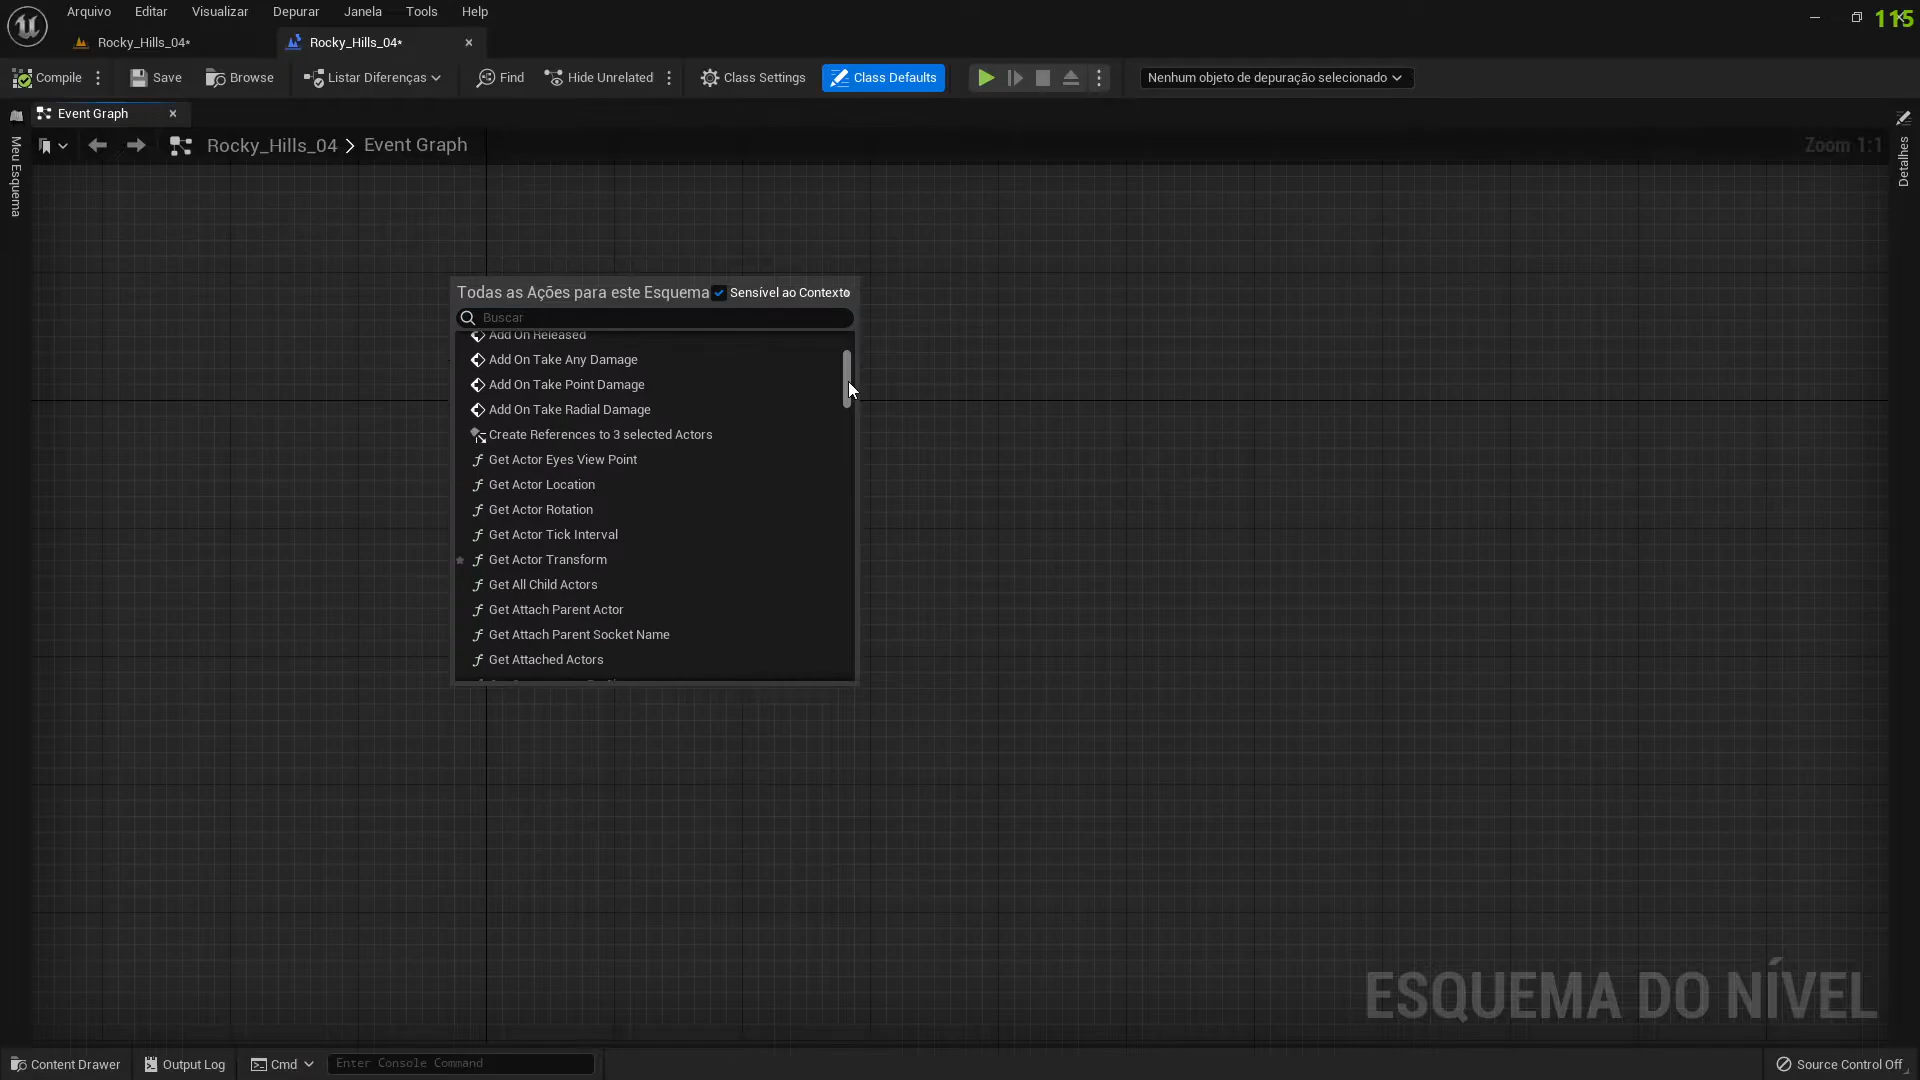 Arquivo Editar Visualizar Depurar Janela Tools Help
115
Rocky_Hills_04*
Rocky_Hills_04*
Compile Save Browse Listar Diferenças Find Hide Unrelated Class Settings Class Defaults Nenhum objeto de depuração selecionado
Event Graph
Rocky_Hills_04 > Event Graph
Zoom 1:1
Meu Esquema
Detalhes
Todas as Ações para este Esquema Sensível ao Contexto
Buscar
Add On Released
Add On Take Any Damage
Add On Take Point Damage
Add On Take Radial Damage
Create References to 3 selected Actors
Get Actor Eyes View Point
Get Actor Location
Get Actor Rotation
Get Actor Tick Interval
Get Actor Transform
Get All Child Actors
Get Attach Parent Actor
Get Attach Parent Socket Name
Get Attached Actors
ESQUEMA DO NÍVEL
Content Drawer Output Log Cmd Enter Console Command Source Control Off